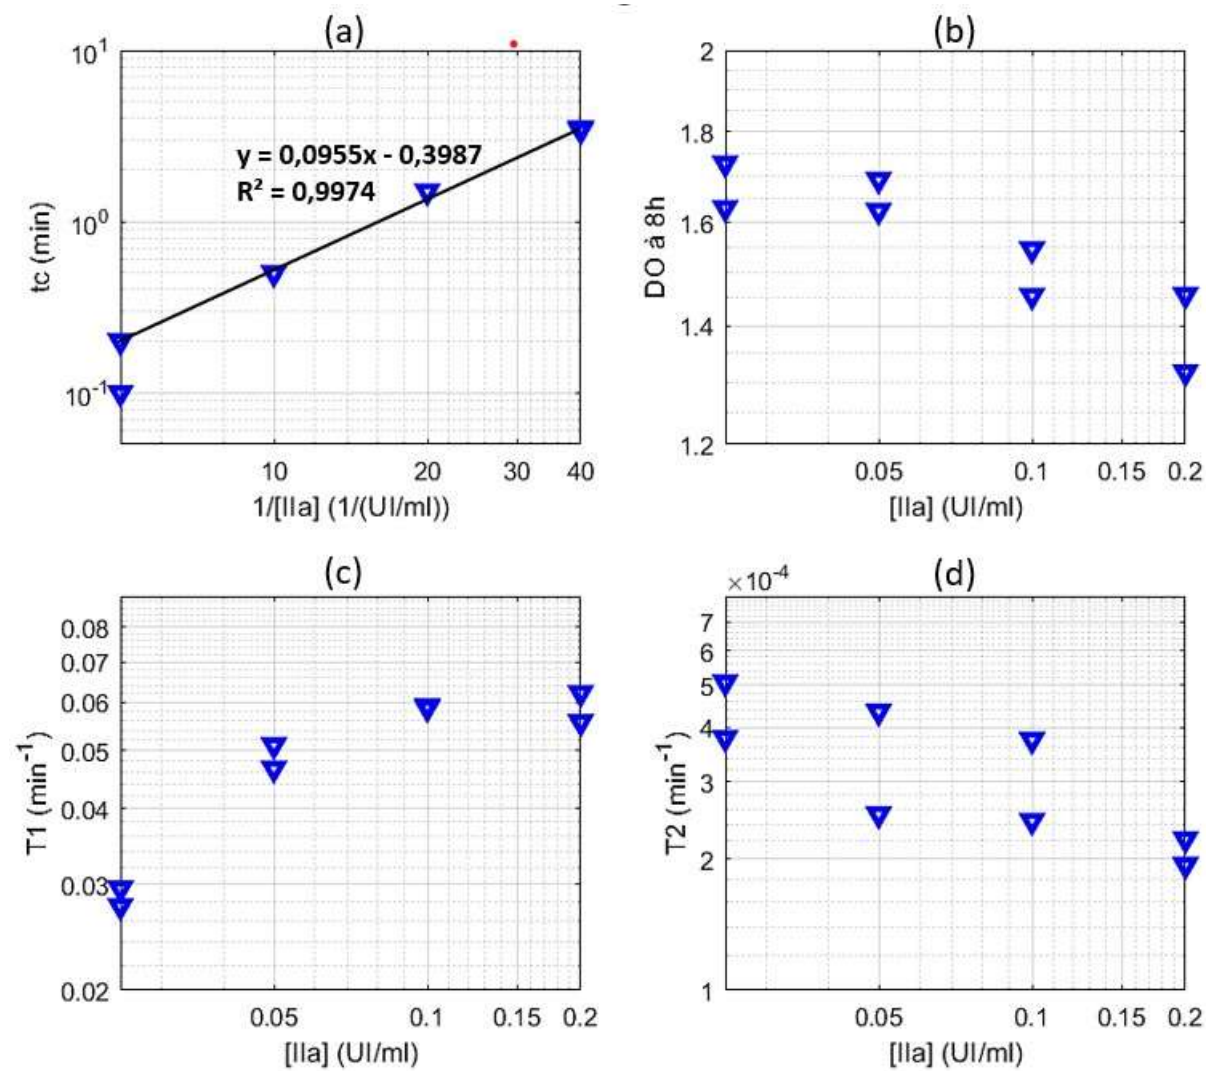 (a)
10^1
10^0
10^-1
tc (min)
y = 0,0955x - 0,3987
R² = 0,9974
10 20 30 40
1/[IIa] (1/(UI/ml))
(b)
2
1.8
1.6
1.4
1.2
DO à 8h
0.05 0.1 0.15 0.2
[IIa] (UI/ml)
(c)
0.08
0.07
0.06
0.05
0.04
0.03
0.02
T1 (min^-1)
0.05 0.1 0.15 0.2
[IIa] (UI/ml)
(d)
×10^-4
7
6
5
4
3
2
1
T2 (min^-1)
0.05 0.1 0.15 0.2
[IIa] (UI/ml)